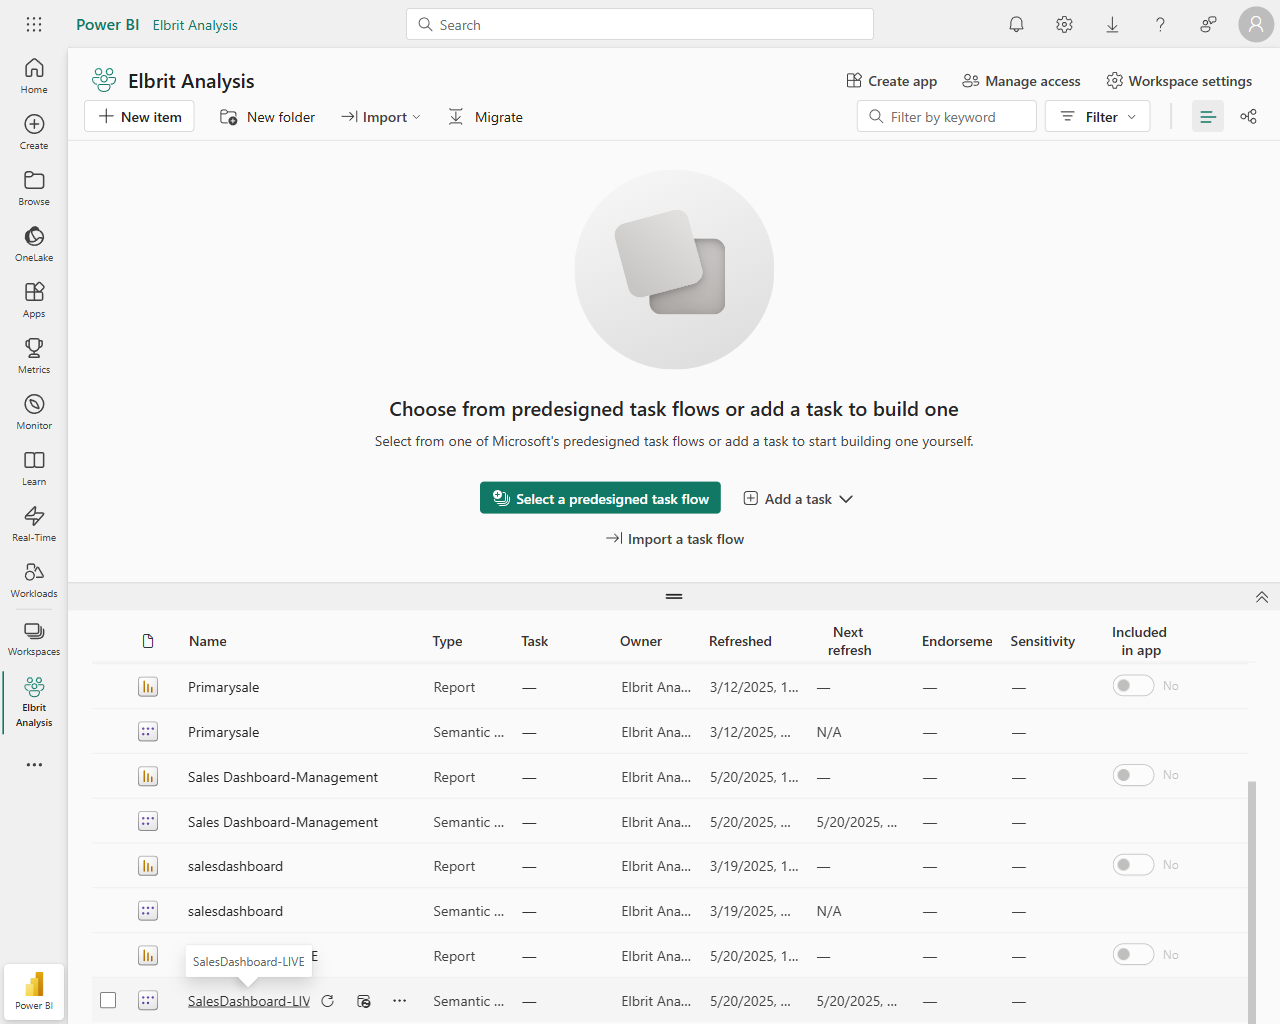 Power BI Elbrit Analysis Search
Home
Create
Browse
OneLake
Apps
Metrics
Monitor
Learn
Real-Time
Workloads
Workspaces
Elbrit
Analysis
Power BI
Elbrit Analysis Create app Manage access Workspace settings
New item New folder Import Migrate Filter by keyword Filter
Choose from predesigned task flows or add a task to build one
Select from one of Microsoft's predesigned task flows or add a task to start building one yourself.
Select a predesigned task flow Add a task
Import a task flow
Name Type Task Owner Refreshed Next refresh Endorseme Sensitivity Included in app
Primarysale Report — Elbrit Ana... 3/12/2025, 1... — — — No
Primarysale Semantic ... — Elbrit Ana... 3/12/2025, ... N/A — —
Sales Dashboard-Management Report — Elbrit Ana... 5/20/2025, 1... — — — No
Sales Dashboard-Management Semantic ... — Elbrit Ana... 5/20/2025, ... 5/20/2025, ... — —
salesdashboard Report — Elbrit Ana... 3/19/2025, 1... — — — No
salesdashboard Semantic ... — Elbrit Ana... 3/19/2025, ... N/A — —
SalesDashboard-LIVE E Report — Elbrit Ana... 5/20/2025, 1... — — — No
SalesDashboard-LIV Semantic ... — Elbrit Ana... 5/20/2025, ... 5/20/2025, ... — —